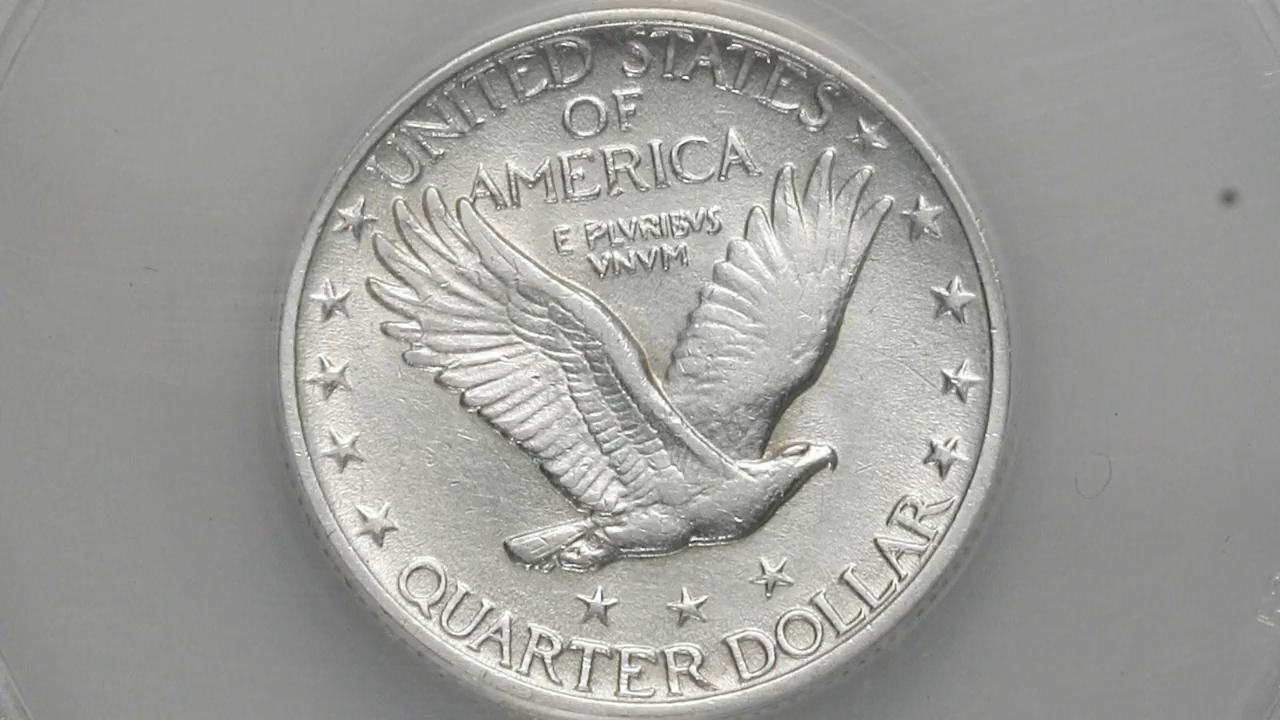 UNITED STATES
OF
AMERICA
E PLVRIBVS
VNVM
QUARTER DOLLAR